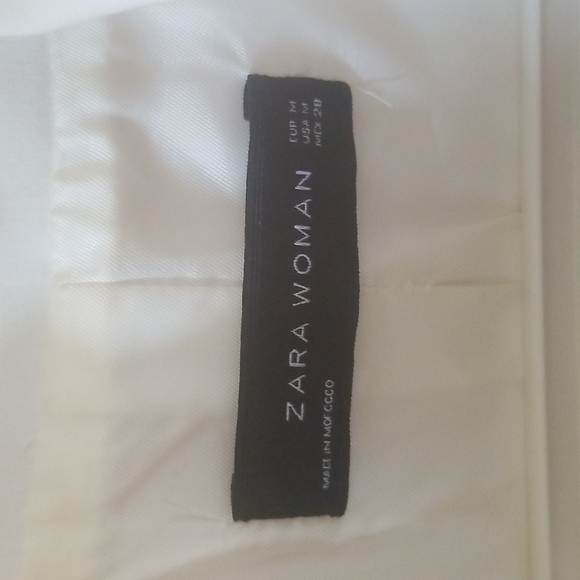 ZARA WOMAN
EUR M
USA M
MEX 28
MADE IN MOROCCO